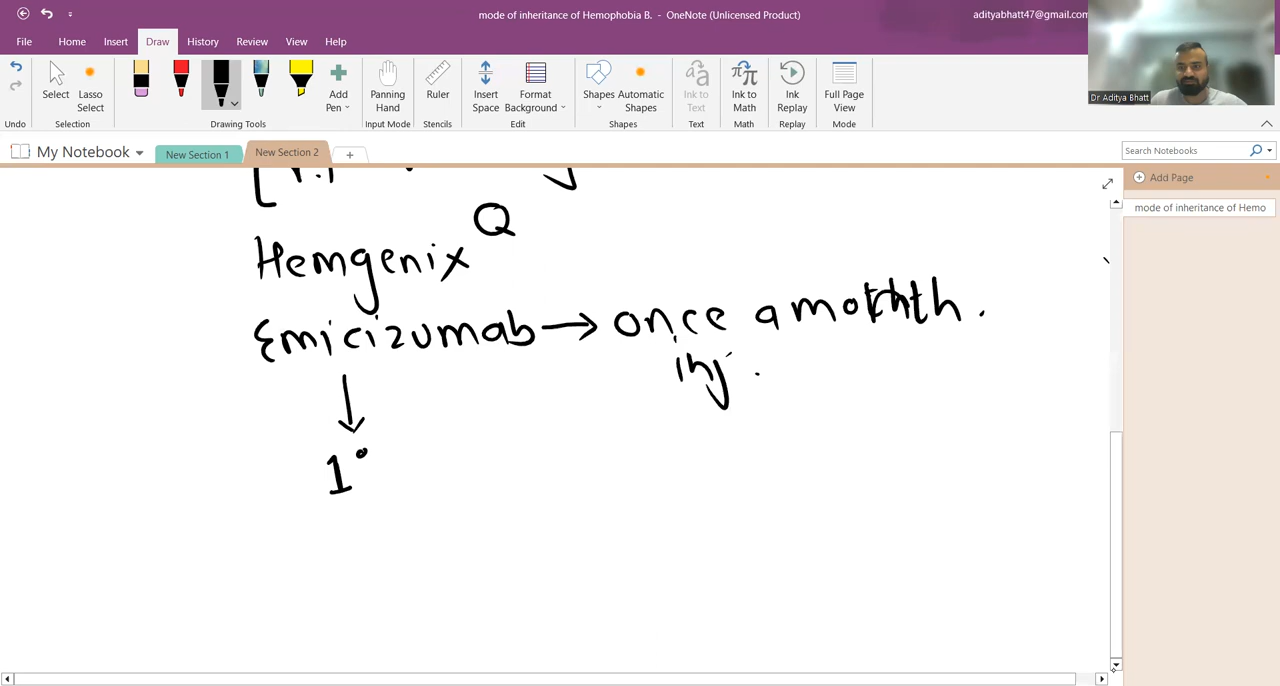 mode of inheritance of Hemophobia B. - OneNote (Unlicensed Product)
adityabhatt47@gmail.com
File Home Insert Draw History Review View Help
Select
Lasso Select
Add Pen
Panning Hand
Ruler
Insert Space
Format Background
Shapes
Automatic Shapes
Ink to Text
Ink to Math
Ink Replay
Full Page View
Undo
Selection
Drawing Tools
Input Mode
Stencils
Edit
Shapes
Text
Math
Replay
Mode
Dr Aditya Bhatt
My Notebook
New Section 1
New Section 2
Search Notebooks
Add Page
mode of inheritance of Hemo
Q
Hemgenix
Emicizumab → once a
inj.
↓
1°